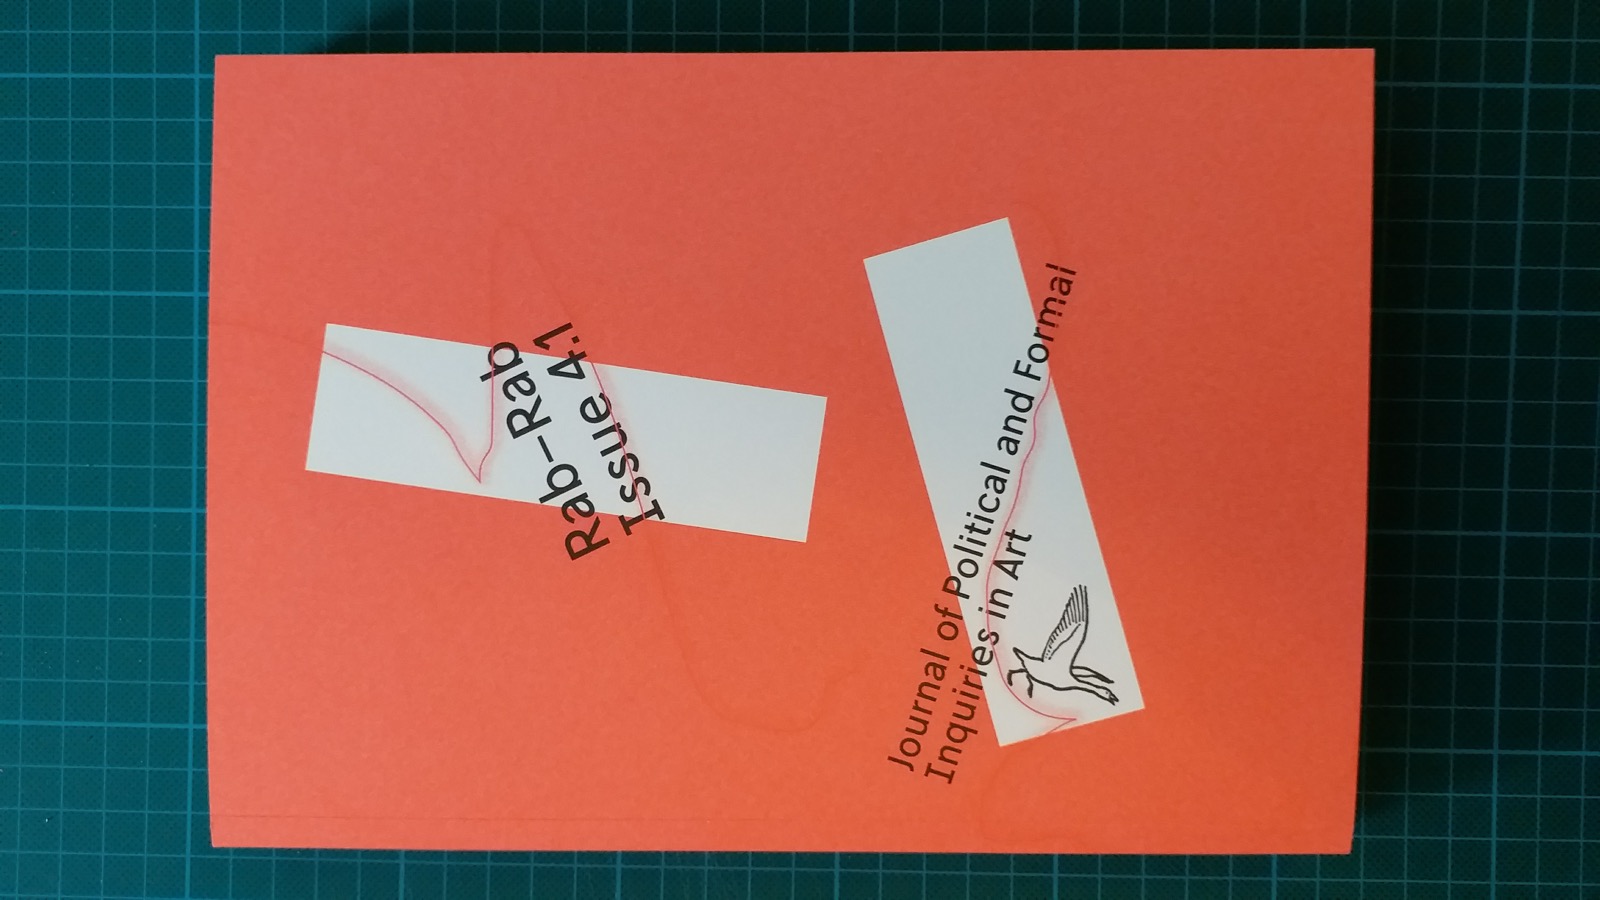 Rab–Rab
Issue 4.1
Journal of Political and Formal
Inquiries in Art